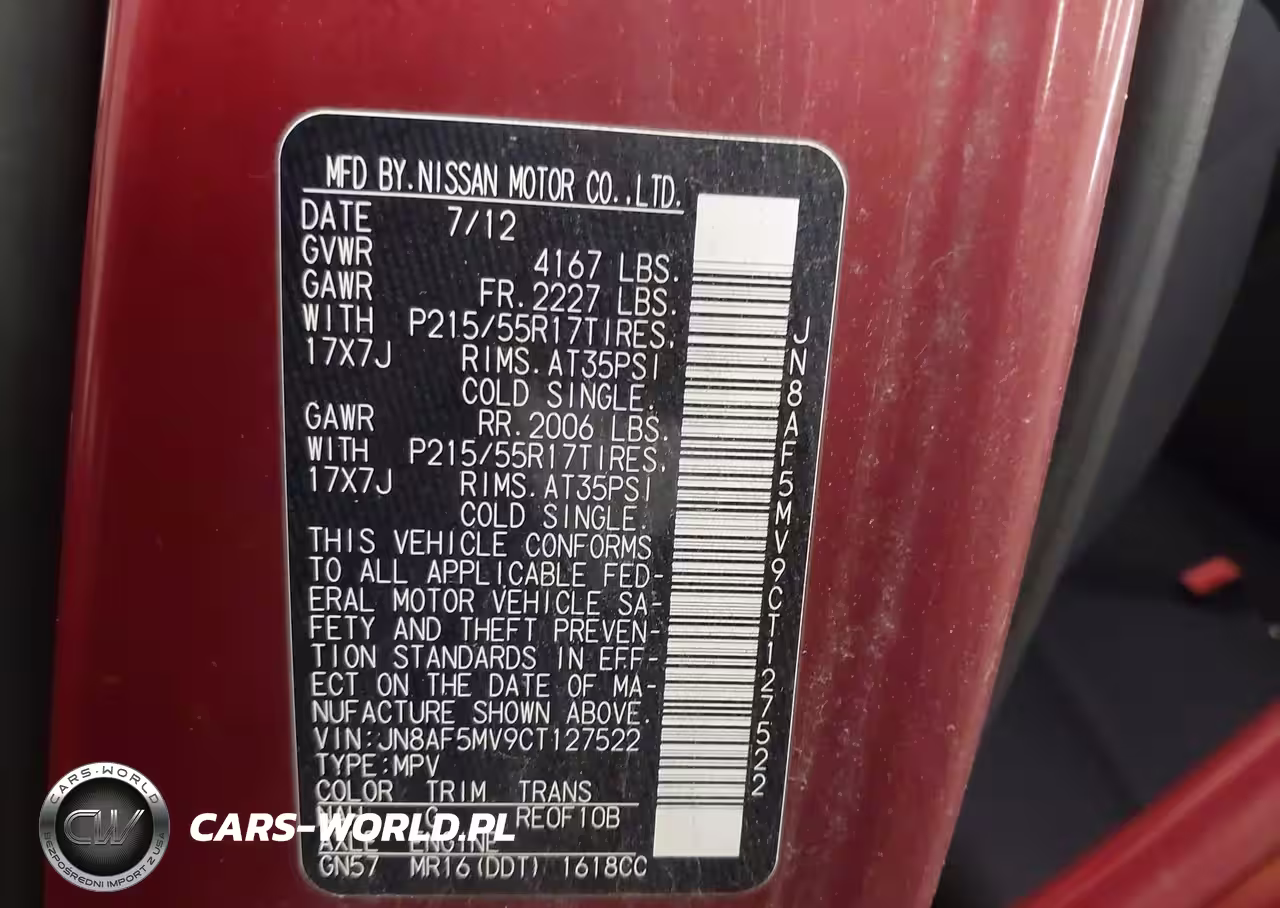 MFD BY.NISSAN MOTOR CO.,LTD.
DATE 7/12
GVWR 4167 LBS.
GAWR FR.2227 LBS.
WITH P215/55R17TIRES,
17X7J RIMS.AT35PSI
COLD SINGLE.
GAWR RR.2006 LBS.
WITH P215/55R17TIRES,
17X7J RIMS.AT35PSI
COLD SINGLE.
THIS VEHICLE CONFORMS
TO ALL APPLICABLE FED-
ERAL MOTOR VEHICLE SA-
FETY AND THEFT PREVEN-
TION STANDARDS IN EFF-
ECT ON THE DATE OF MA-
NUFACTURE SHOWN ABOVE.
VIN:JN8AF5MV9CT127522
TYPE:MPV
COLOR TRIM TRANS
REOF10B
AXLE ENGINE
GN57 MR16(DDT) 1618CC
JN8AF5MV9CT127522
CARS-WORLD
CW
BEZPOŚREDNI IMPORT Z USA
CARS-WORLD.PL